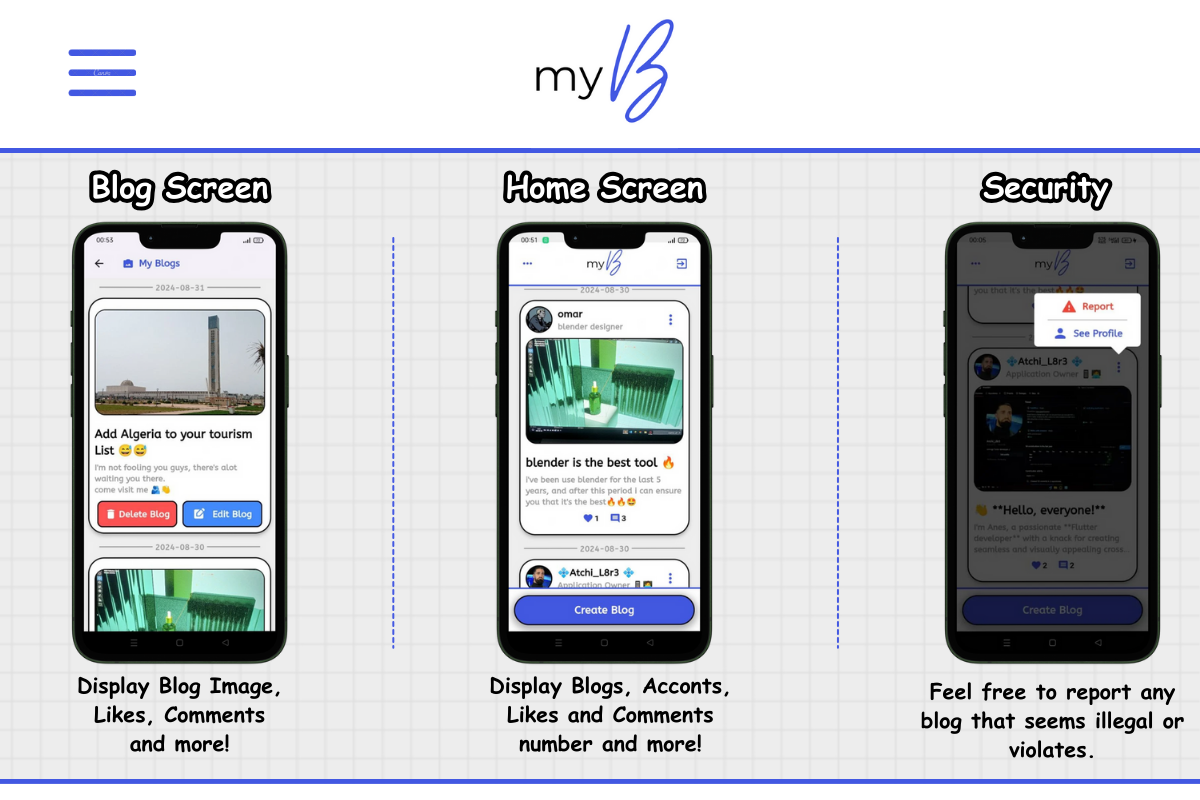 Canva
my B
Blog Screen
Home Screen
Security
00:53
My Blogs
2024-08-31
Add Algeria to your tourism
List 😅😅
I'm not fooling you guys, there's alot
waiting you there.
come visit me 🫂👋
Delete Blog
Edit Blog
2024-08-30
00:51
my B
2024-08-30
omar
blender designer
blender is the best tool 🔥
i've been use blender for the last 5
years, and after this period i can ensure
you that it's the best🔥🔥🤩
1
3
2024-08-30
💠Atchi_L8r3 💠
Application Owner 📱🧑‍💻
Create Blog
00:05
my B
you that it's the best🔥🔥🤩
Report
See Profile
💠Atchi_L8r3 💠
Application Owner 📱🧑‍💻
👋 **Hello, everyone!**
I'm Anes, a passionate **Flutter
developer** with a knack for creating
seamless and visually appealing cross...
2
2
Create Blog
Display Blog Image,
Likes, Comments
and more!
Display Blogs, Acconts,
Likes and Comments
number and more!
Feel free to report any
blog that seems illegal or
violates.